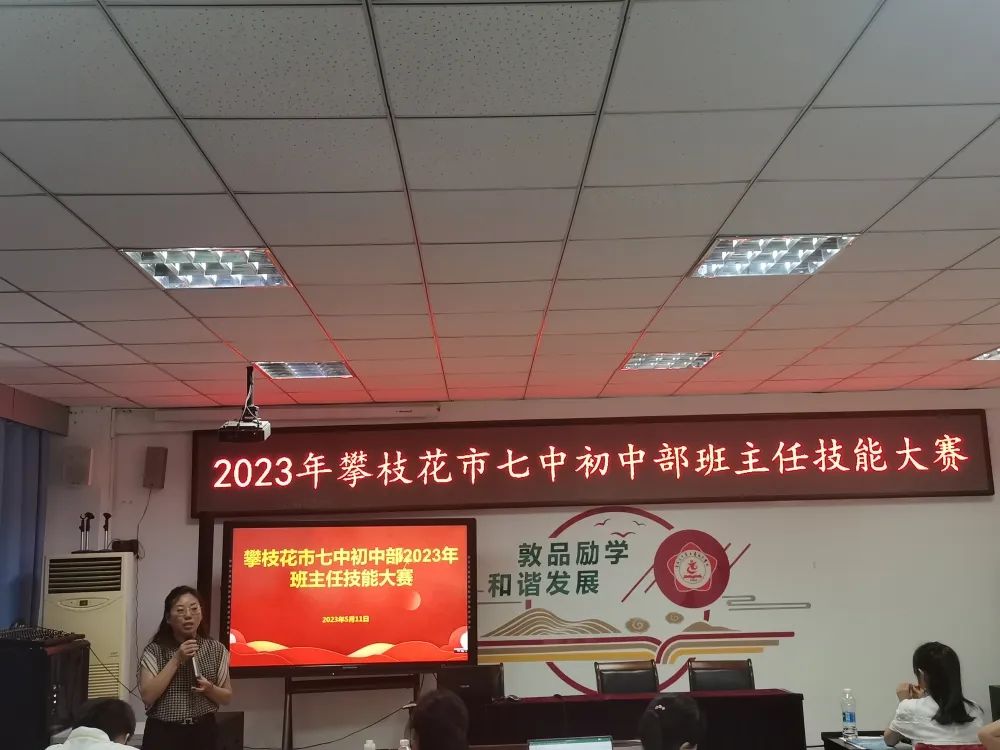 2023年攀枝花市七中初中部班主任技能大赛
攀枝花市七中初中部2023年
班主任技能大赛
2023年5月11日
敦品励学
和谐发展